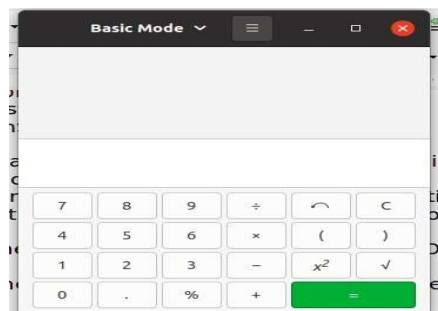 Basic Mode
7 8 9 ÷ C
4 5 6 × ( )
1 2 3 − x² √
0 . % + =